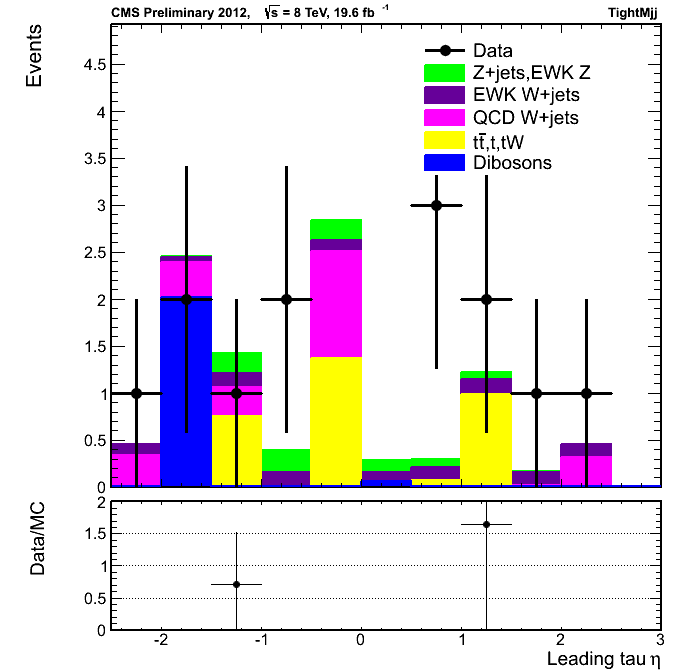 CMS Preliminary 2012, √s = 8 TeV, 19.6 fb⁻¹ TightMjj
Events
4.5
4
3.5
3
2.5
2
1.5
1
0.5
0
Data
Z+jets,EWK Z
EWK W+jets
QCD W+jets
tt̄,t,tW
Dibosons
Data/MC
2
1.5
1
0.5
0
-2 -1 0 1 2 3
Leading tau η